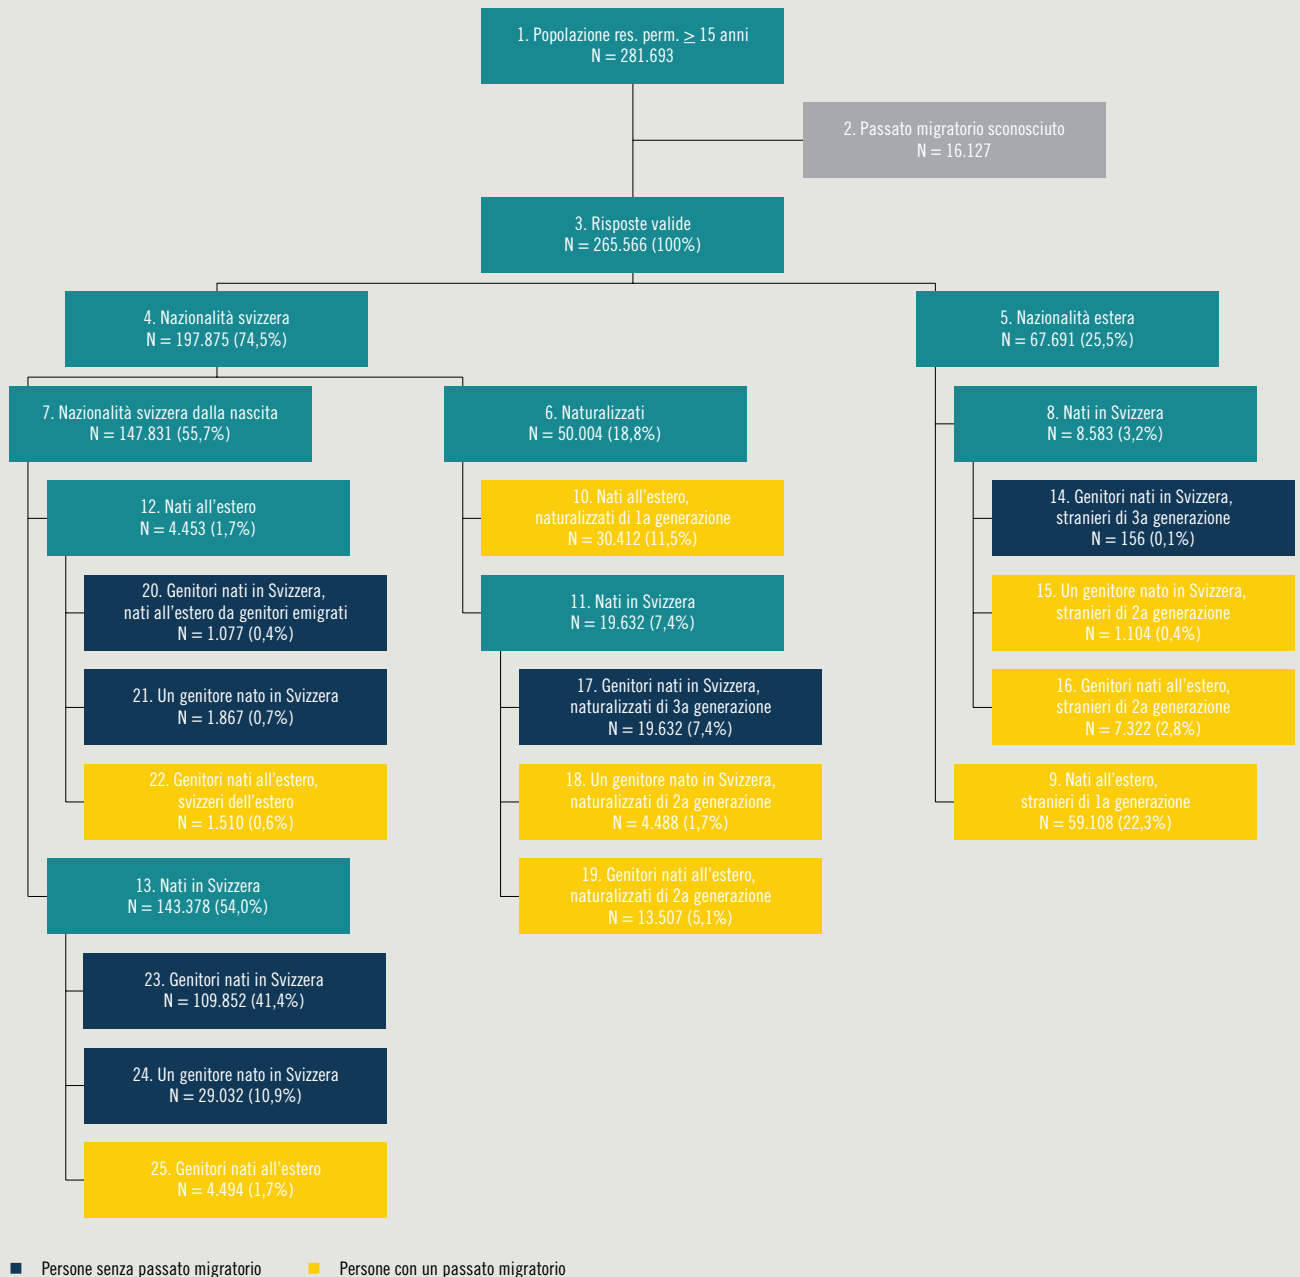 1. Popolazione res. perm. ≥ 15 anni
N = 281.693
2. Passato migratorio sconosciuto
N = 16.127
3. Risposte valide
N = 265.566 (100%)
4. Nazionalità svizzera
N = 197.875 (74,5%)
5. Nazionalità estera
N = 67.691 (25,5%)
7. Nazionalità svizzera dalla nascita
N = 147.831 (55,7%)
6. Naturalizzati
N = 50.004 (18,8%)
8. Nati in Svizzera
N = 8.583 (3,2%)
12. Nati all'estero
N = 4.453 (1,7%)
10. Nati all'estero,
naturalizzati di 1a generazione
N = 30.412 (11,5%)
14. Genitori nati in Svizzera,
stranieri di 3a generazione
N = 156 (0,1%)
20. Genitori nati in Svizzera,
nati all'estero da genitori emigrati
N = 1.077 (0,4%)
11. Nati in Svizzera
N = 19.632 (7,4%)
15. Un genitore nato in Svizzera,
stranieri di 2a generazione
N = 1.104 (0,4%)
21. Un genitore nato in Svizzera
N = 1.867 (0,7%)
17. Genitori nati in Svizzera,
naturalizzati di 3a generazione
N = 19.632 (7,4%)
16. Genitori nati all'estero,
stranieri di 2a generazione
N = 7.322 (2,8%)
22. Genitori nati all'estero,
svizzeri dell'estero
N = 1.510 (0,6%)
18. Un genitore nato in Svizzera,
naturalizzati di 2a generazione
N = 4.488 (1,7%)
9. Nati all'estero,
stranieri di 1a generazione
N = 59.108 (22,3%)
13. Nati in Svizzera
N = 143.378 (54,0%)
19. Genitori nati all'estero,
naturalizzati di 2a generazione
N = 13.507 (5,1%)
23. Genitori nati in Svizzera
N = 109.852 (41,4%)
24. Un genitore nato in Svizzera
N = 29.032 (10,9%)
25. Genitori nati all'estero
N = 4.494 (1,7%)
Persone senza passato migratorio
Persone con un passato migratorio